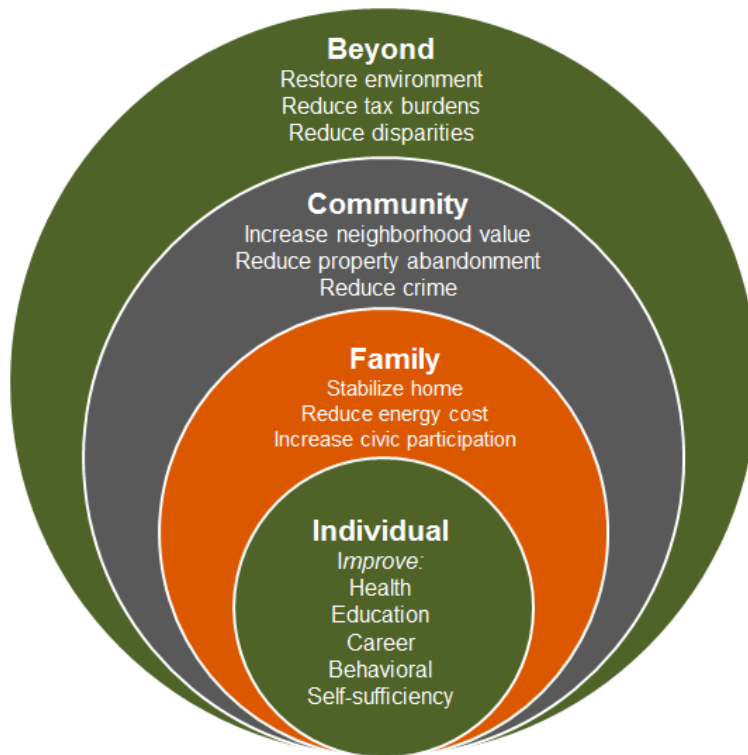 Beyond
Restore environment
Reduce tax burdens
Reduce disparities
Community
Increase neighborhood value
Reduce property abandonment
Reduce crime
Family
Stabilize home
Reduce energy cost
Increase civic participation
Individual
Improve:
Health
Education
Career
Behavioral
Self-sufficiency